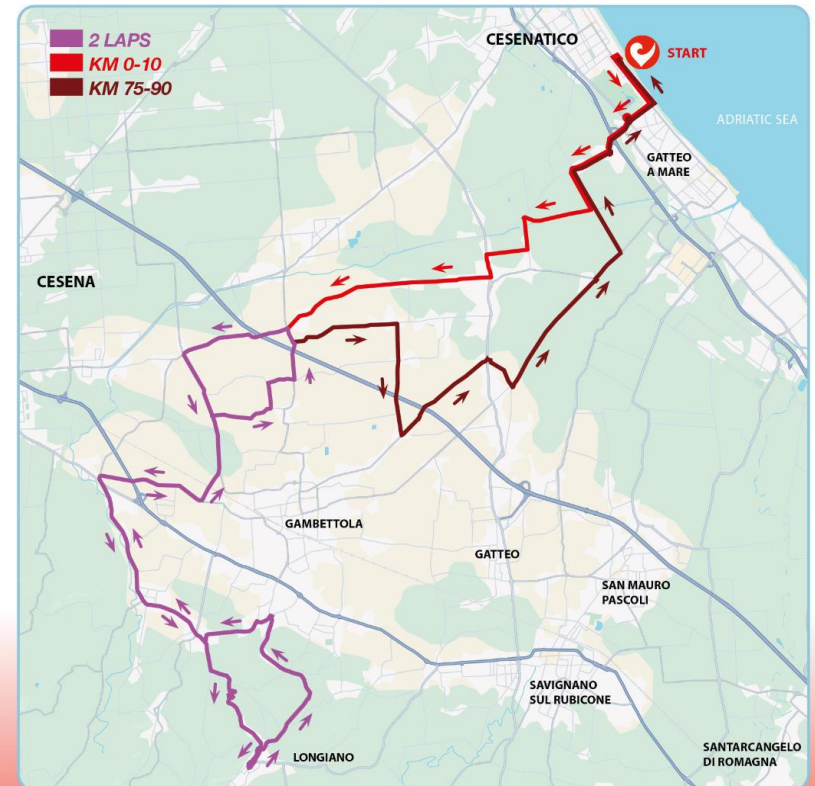 2 LAPS
KM 0-10
KM 75-90
CESENATICO
START
ADRIATIC SEA
GATTEO
A MARE
CESENA
GAMBETTOLA
GATTEO
SAN MAURO
PASCOLI
SAVIGNANO
SUL RUBICONE
LONGIANO
SANTARCANGELO
DI ROMAGNA